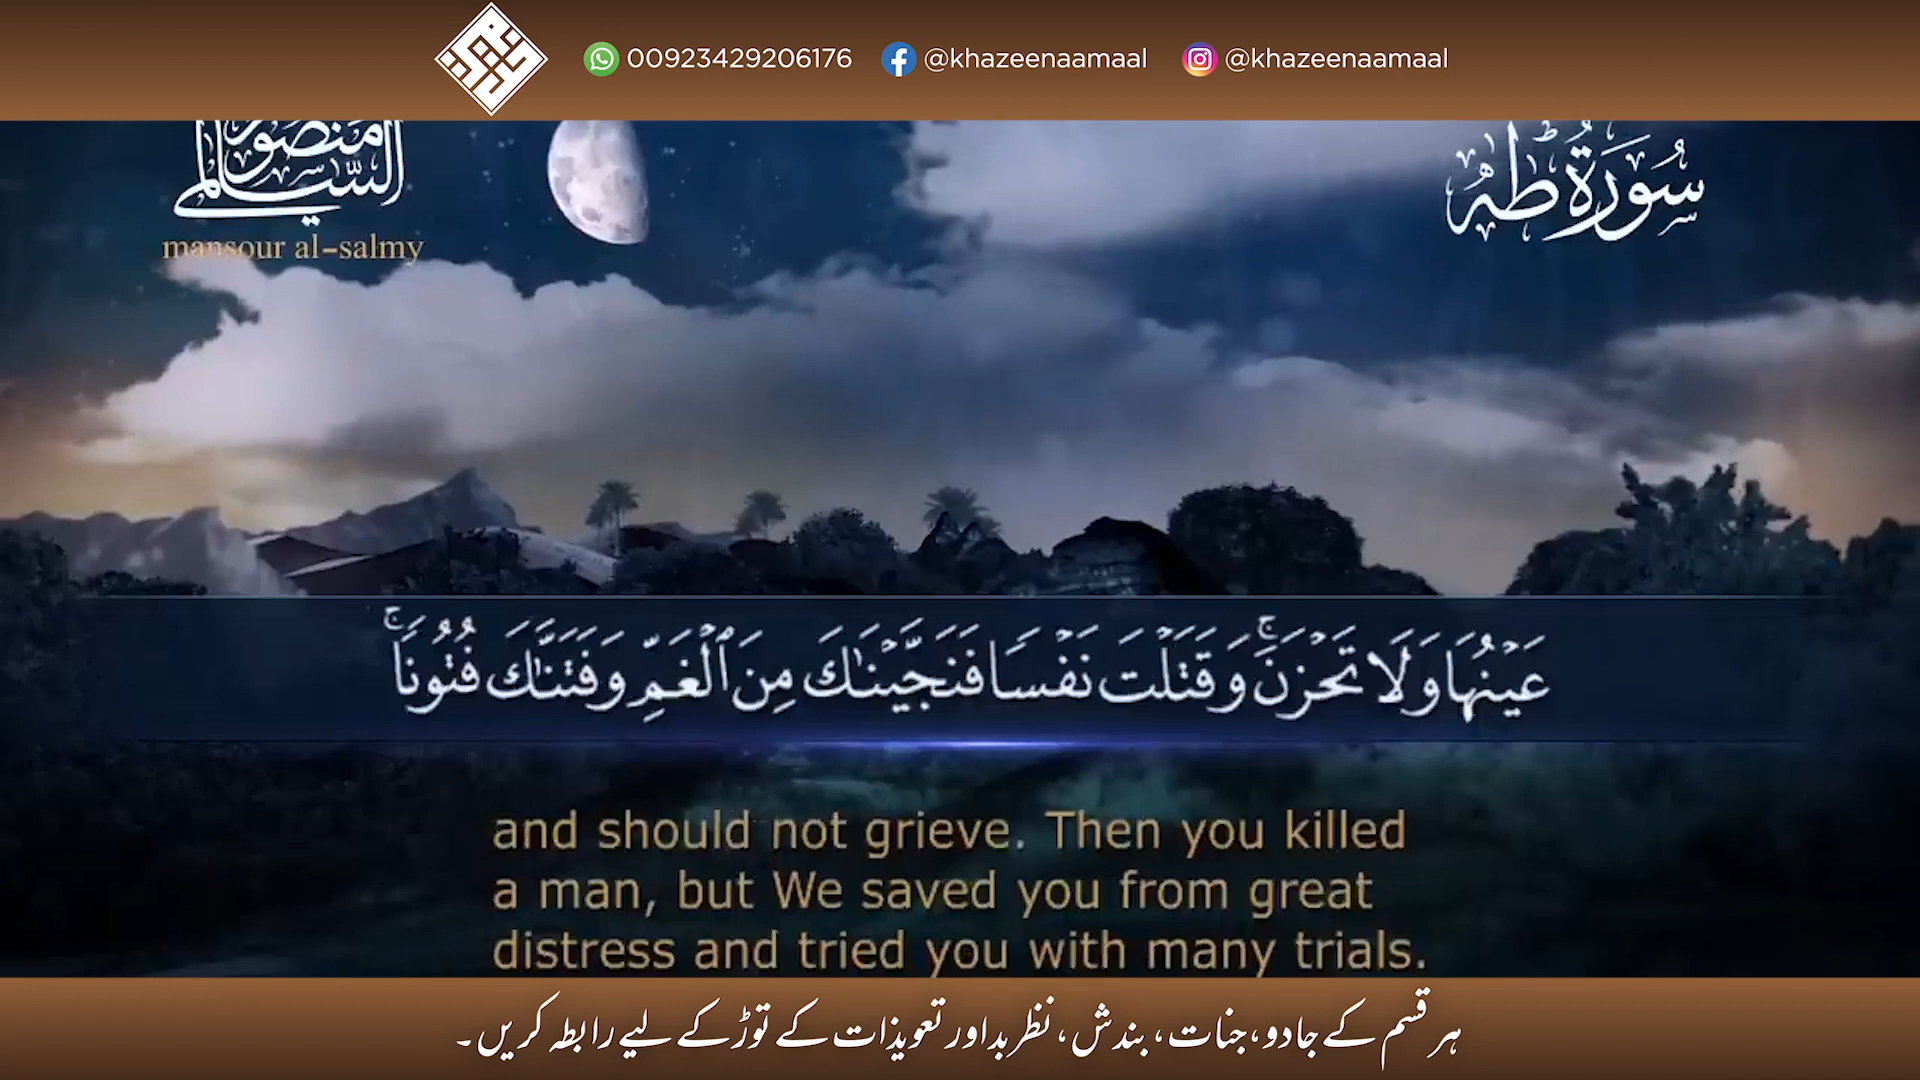 00923429206176 @khazeenaamaal @khazeenaamaal
منصور السالمي
mansour al-salmy
سُورَةُ طه
عَيۡنُهَا وَلَا تَحۡزَنَۚ وَقَتَلۡتَ نَفۡسٗا فَنَجَّيۡنَٰكَ مِنَ ٱلۡغَمِّ وَفَتَنَّٰكَ فُتُونٗاۚ
and should not grieve. Then you killed
a man, but We saved you from great
distress and tried you with many trials.
ہر قسم کے جادو، جنات، بندش، نظر بد اور تعویذات کے توڑ کے لیے رابطہ کریں۔